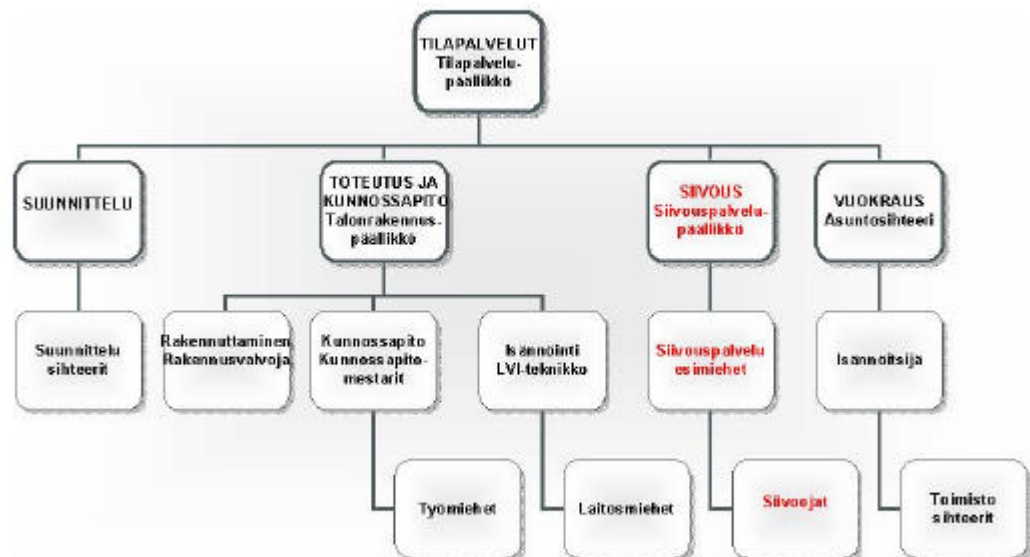 TILAPALVELUT
Tilapalvelu-
päällikkö
SUUNNITTELU
TOTEUTUS JA
KUNNOSSAPITO
Talonrakennus-
päällikkö
SIIVOUS
Siivouspalvelu-
päällikkö
VUOKRAUS
Asuntosihteeri
Suunnittelu
sihteerit
Rakennuttaminen
Rakennusvalvoja
Kunnossapito
Kunnossapito-
mestarit
Isännöinti
LVI-teknikko
Siivouspalvelu
esimiehet
Isännöitsijä
Työmiehet
Laitosmiehet
Siivoojat
Toimisto
sihteerit